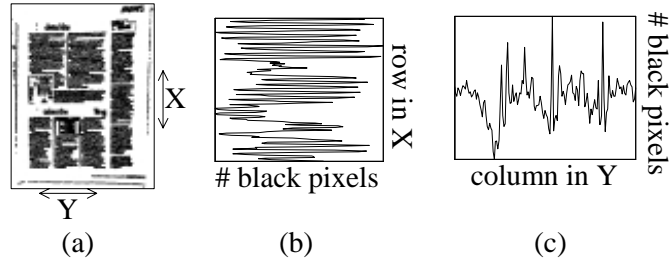 X
Y
(a)
row in X
# black pixels
(b)
# black pixels
column in Y
(c)